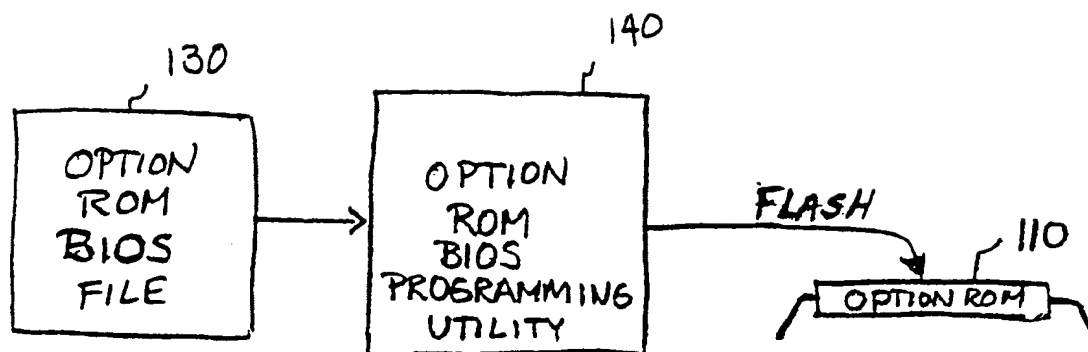 130
OPTION
ROM
BIOS
FILE
140
OPTION
ROM
BIOS
PROGRAMMING
UTILITY
FLASH
110
OPTION ROM